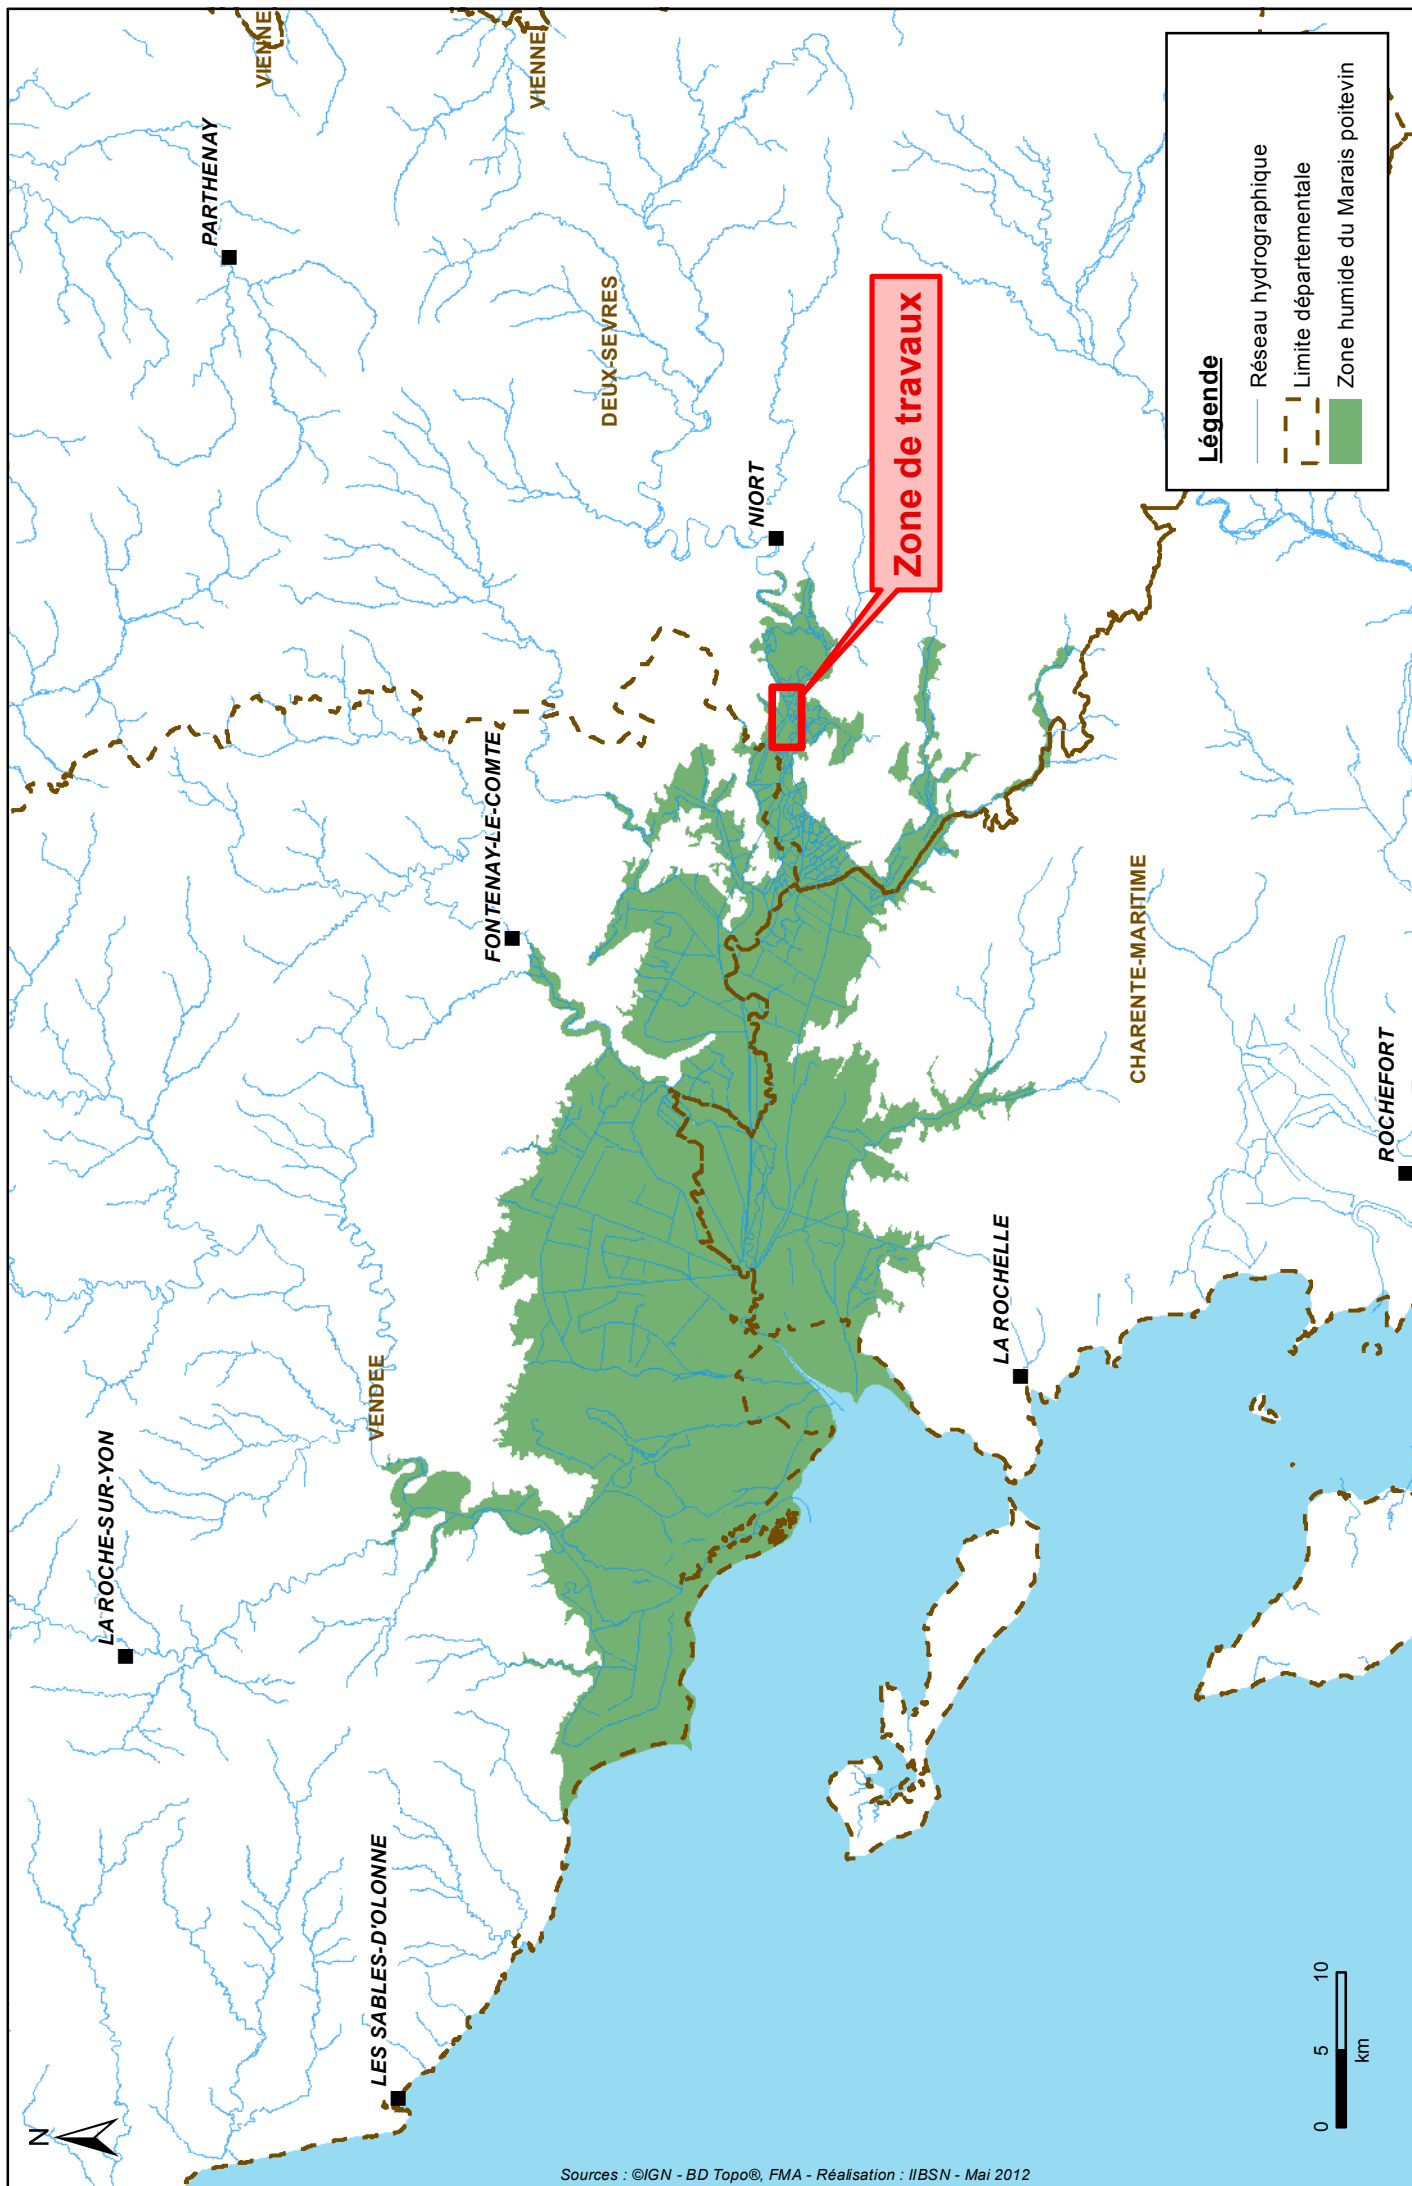 N
LES SABLES-D'OLONNE
LA ROCHE-SUR-YON
VENDEE
FONTENAY-LE-COMTE
PARTHENAY
VIENNE
VIENNE
DEUX-SEVRES
NIORT
Zone de travaux
LA ROCHELLE
CHARENTE-MARITIME
ROCHEFORT
Légende
Réseau hydrographique
Limite départementale
Zone humide du Marais poitevin
0 5 10
km
Sources : ©IGN - BD Topo®, FMA - Réalisation : IIBSN - Mai 2012